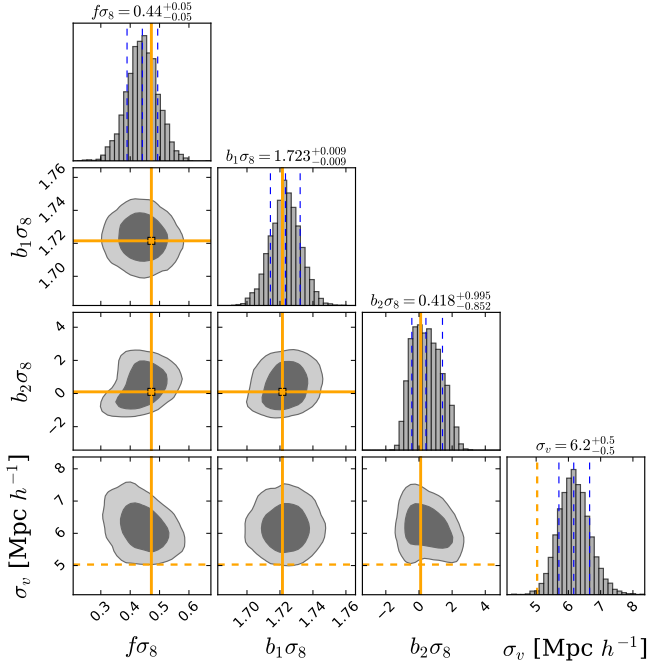 fσ₈ = 0.44⁺⁰·⁰⁵₋₀.₀₅
b₁σ₈ = 1.723⁺⁰·⁰⁰⁹₋₀.₀₀₉
1.76
1.74
1.72
1.70
b₁σ₈
b₂σ₈ = 0.418⁺⁰·⁹⁹⁵₋₀.₈₅₂
4
2
0
−2
b₂σ₈
σᵥ = 6.2⁺⁰·⁵₋₀.₅
8
7
6
5
σᵥ [Mpc h⁻¹]
0.3 0.4 0.5 0.6
1.70 1.72 1.74 1.76
−2 0 2 4
5 6 7 8
fσ₈
b₁σ₈
b₂σ₈
σᵥ [Mpc h⁻¹]